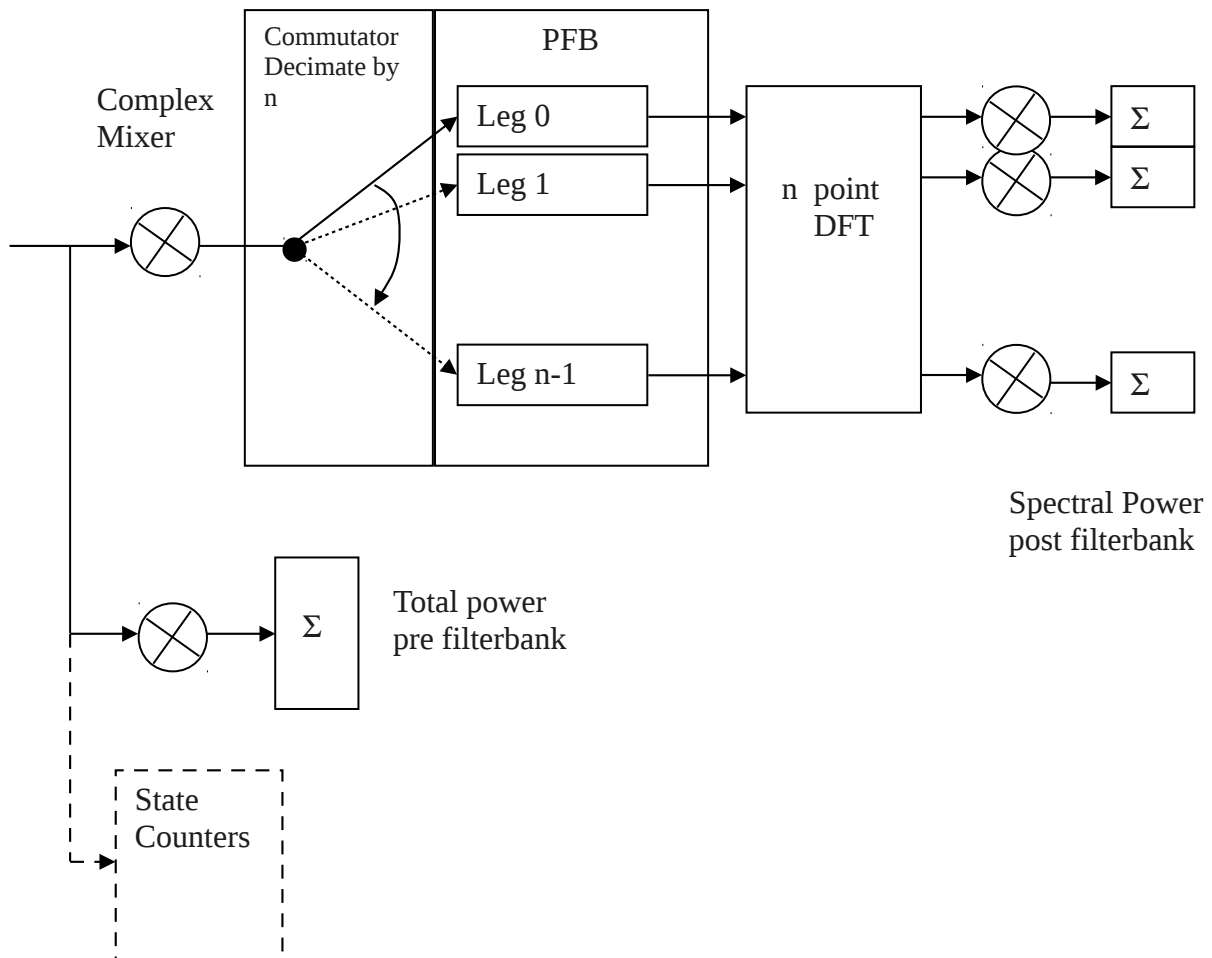 Commutator
Decimate by
n
PFB
Complex
Mixer
Leg 0
Leg 1
Leg n-1
n point
DFT
Σ
Σ
Σ
Spectral Power
post filterbank
Σ
Total power
pre filterbank
State
Counters